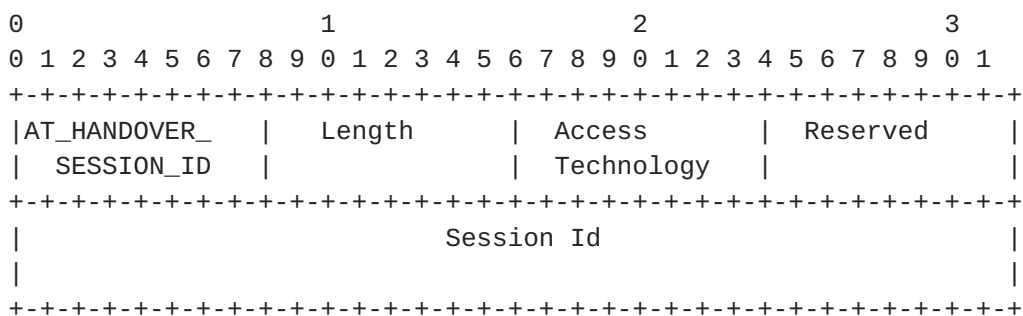 0                   1                   2                   3
0 1 2 3 4 5 6 7 8 9 0 1 2 3 4 5 6 7 8 9 0 1 2 3 4 5 6 7 8 9 0 1
+-+-+-+-+-+-+-+-+-+-+-+-+-+-+-+-+-+-+-+-+-+-+-+-+-+-+-+-+-+-+-+-+
|AT_HANDOVER_   |   Length      |  Access       |  Reserved     |
|  SESSION_ID   |               |  Technology   |               |
+-+-+-+-+-+-+-+-+-+-+-+-+-+-+-+-+-+-+-+-+-+-+-+-+-+-+-+-+-+-+-+-+
|                           Session Id                          |
|                                                               |
+-+-+-+-+-+-+-+-+-+-+-+-+-+-+-+-+-+-+-+-+-+-+-+-+-+-+-+-+-+-+-+-+